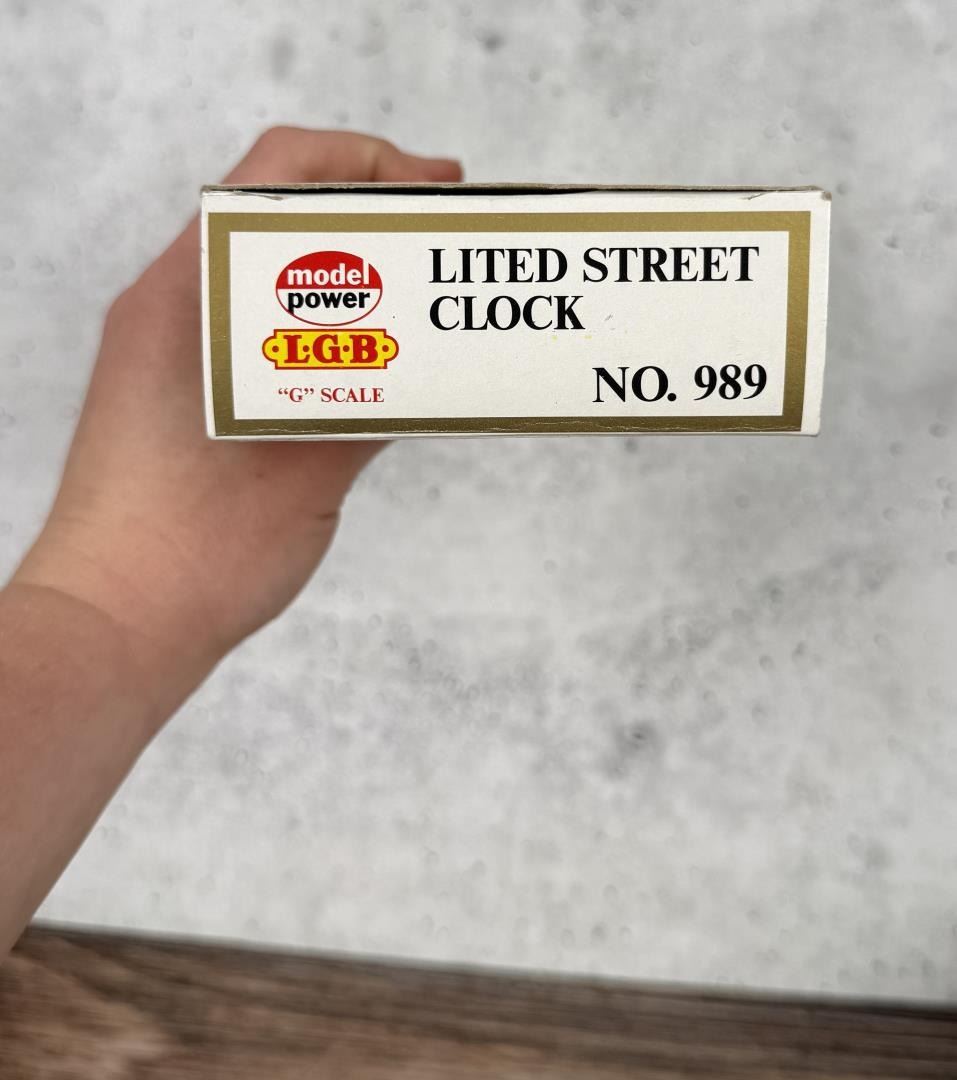 model
power
L·G·B
“G” SCALE
LITED STREET
CLOCK
NO. 989